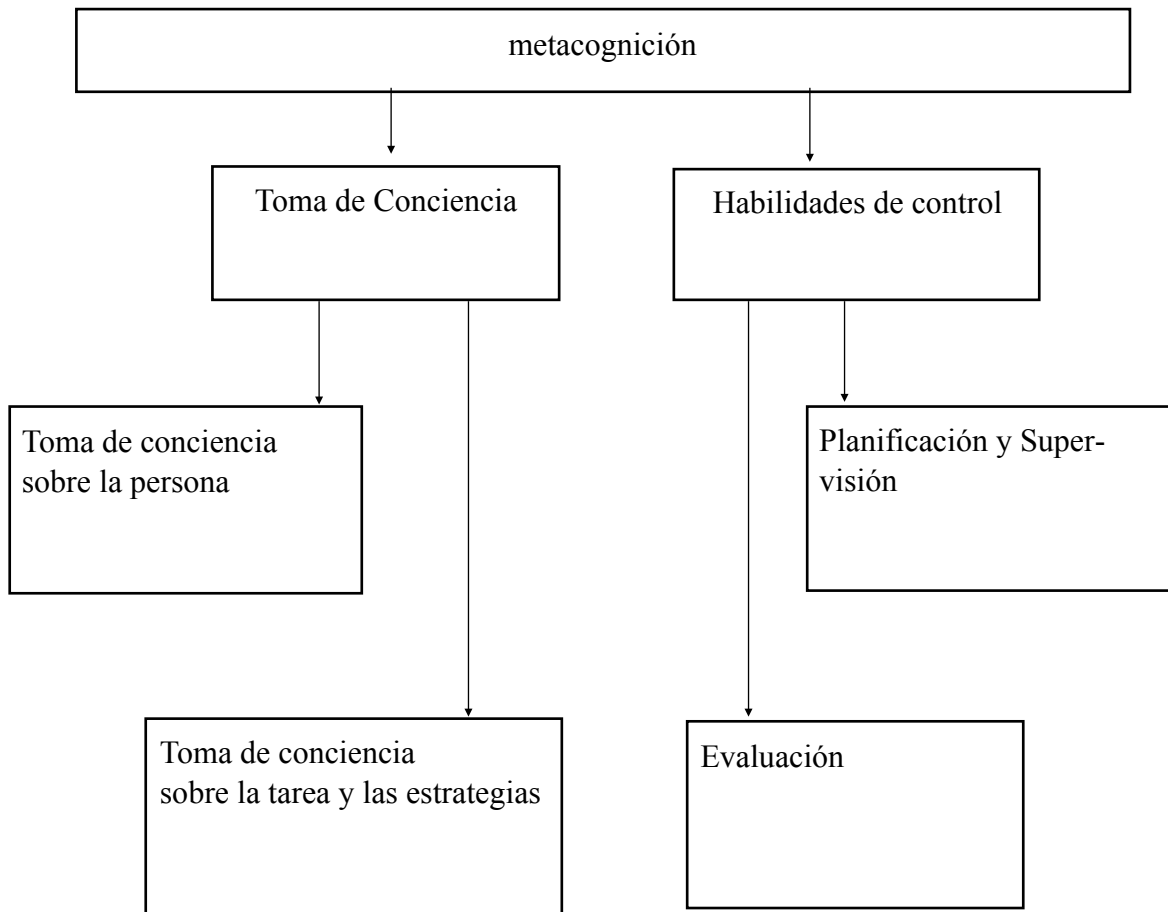 metacognición
Toma de Conciencia
Habilidades de control
Toma de conciencia
sobre la persona
Planificación y Super-
visión
Toma de conciencia
sobre la tarea y las estrategias
Evaluación